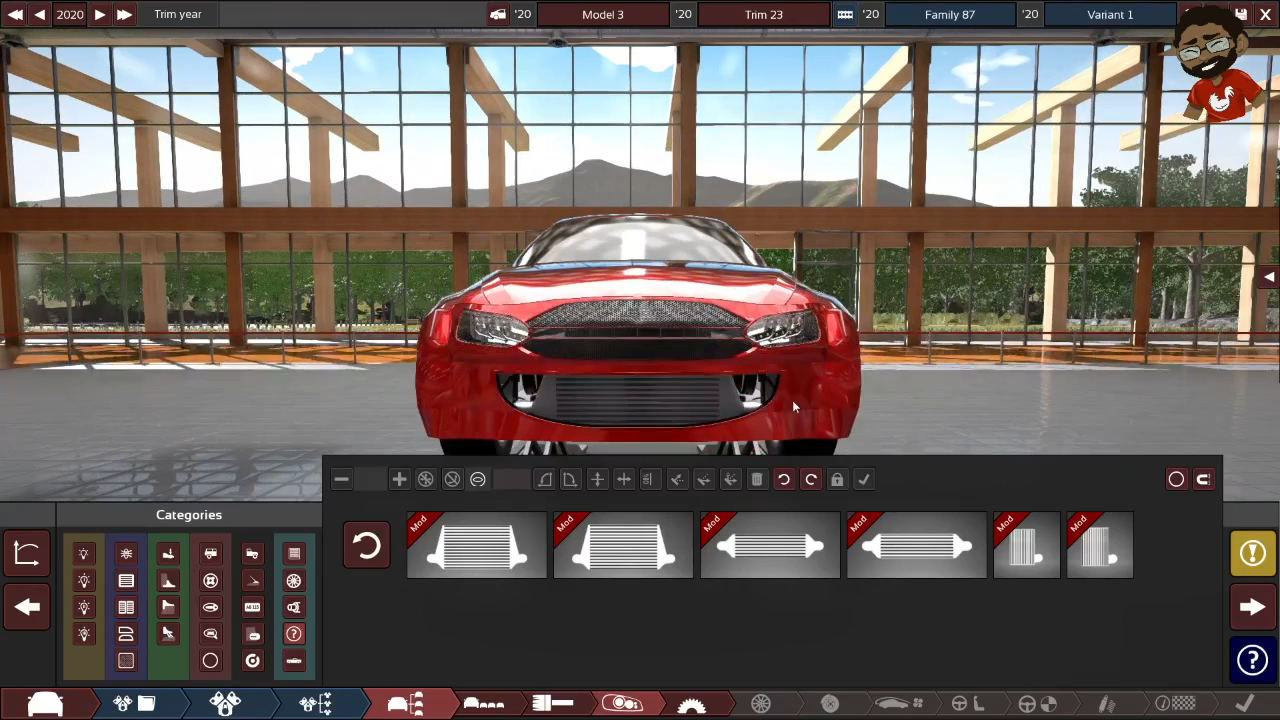 2020 Trim year '20 Model 3 '20 Trim 23 '20 Family 87 '20 Variant 1
Categories
Mod Mod Mod Mod Mod Mod